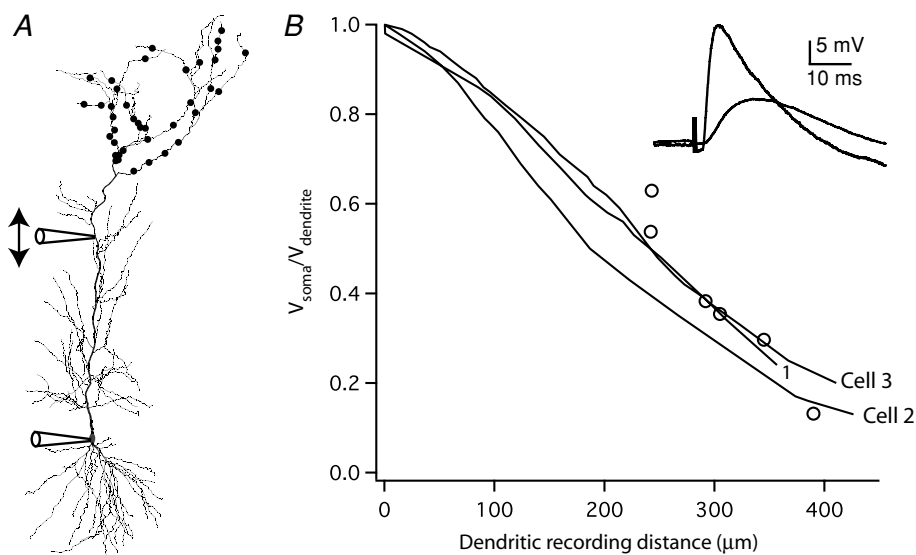 A
B
1.0
0.8
0.6
0.4
0.2
0.0
Vsoma/Vdendrite
5 mV
10 ms
1
Cell 3
Cell 2
0
100
200
300
400
Dendritic recording distance (μm)